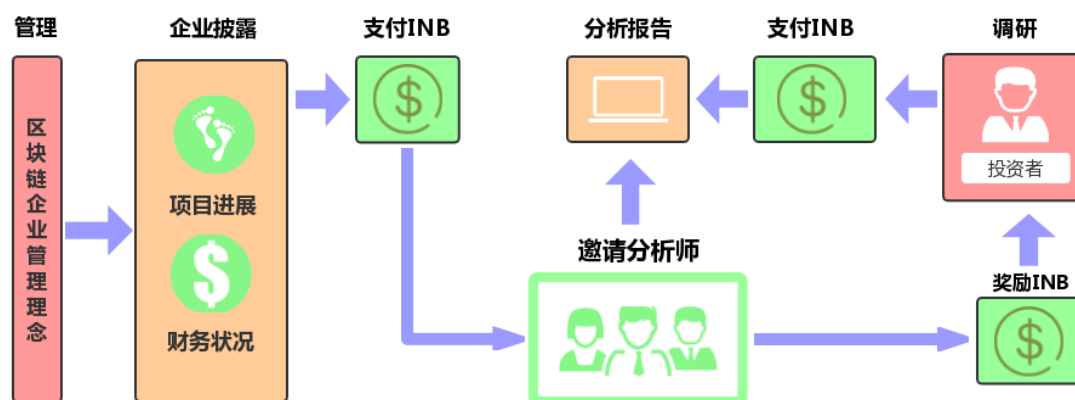 管理
企业披露
支付INB
分析报告
支付INB
调研
区块链企业管理理念
项目进展
财务状况
投资者
邀请分析师
奖励INB